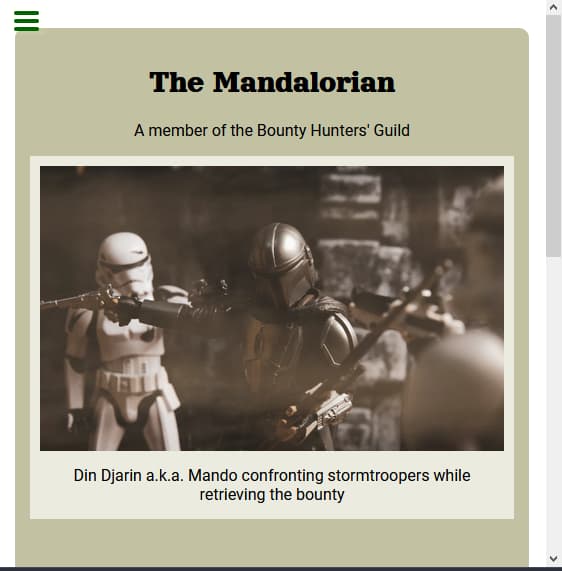 The Mandalorian
A member of the Bounty Hunters' Guild
Din Djarin a.k.a. Mando confronting stormtroopers while
retrieving the bounty